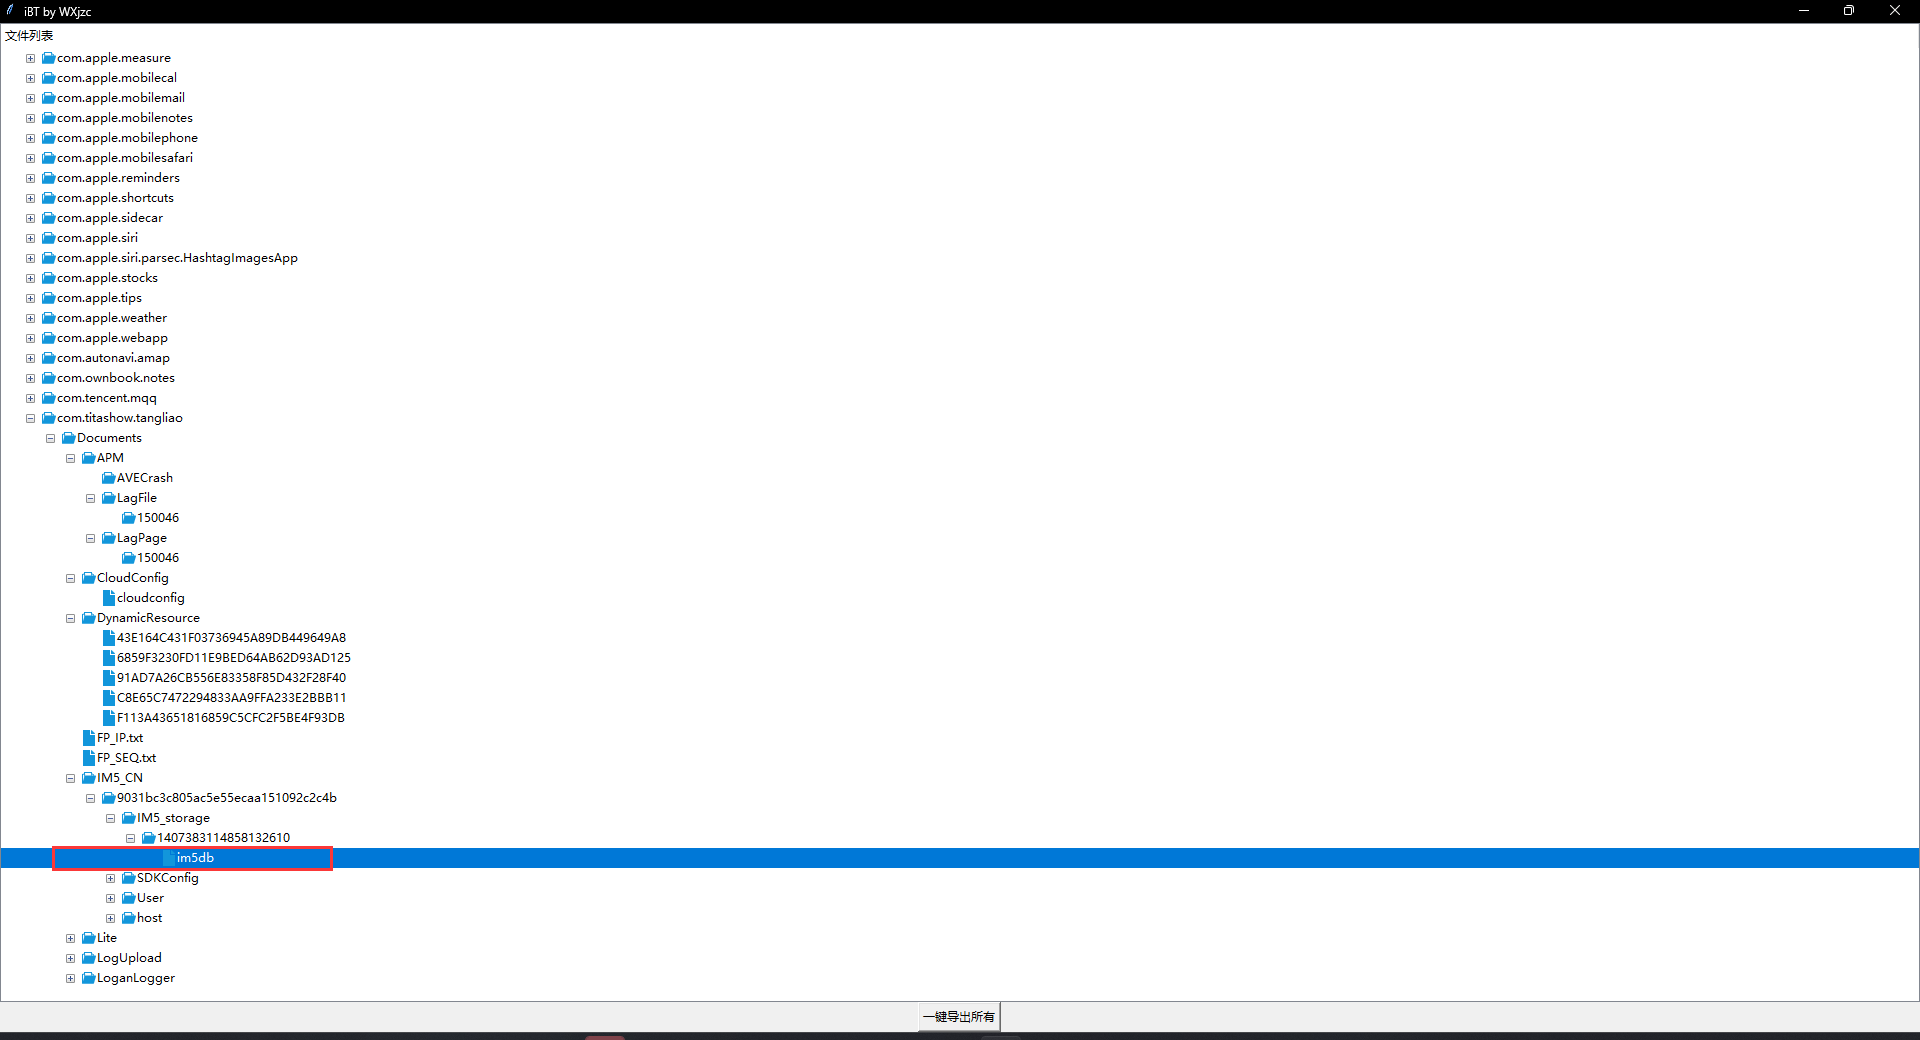 iBT by WXjzc
文件列表
com.apple.measure
com.apple.mobilecal
com.apple.mobilemail
com.apple.mobilenotes
com.apple.mobilephone
com.apple.mobilesafari
com.apple.reminders
com.apple.shortcuts
com.apple.sidecar
com.apple.siri
com.apple.siri.parsec.HashtagImagesApp
com.apple.stocks
com.apple.tips
com.apple.weather
com.apple.webapp
com.autonavi.amap
com.ownbook.notes
com.tencent.mqq
com.titashow.tangliao
Documents
APM
AVECrash
LagFile
150046
LagPage
150046
CloudConfig
cloudconfig
DynamicResource
43E164C431F03736945A89DB449649A8
6859F3230FD11E9BED64AB62D93AD125
91AD7A26CB556E83358F85D432F28F40
C8E65C7472294833AA9FFA233E2BBB11
F113A43651816859C5CFC2F5BE4F93DB
FP_IP.txt
FP_SEQ.txt
IM5_CN
9031bc3c805ac5e55ecaa151092c2c4b
IM5_storage
1407383114858132610
im5db
SDKConfig
User
host
Lite
LogUpload
LoganLogger
一键导出所有